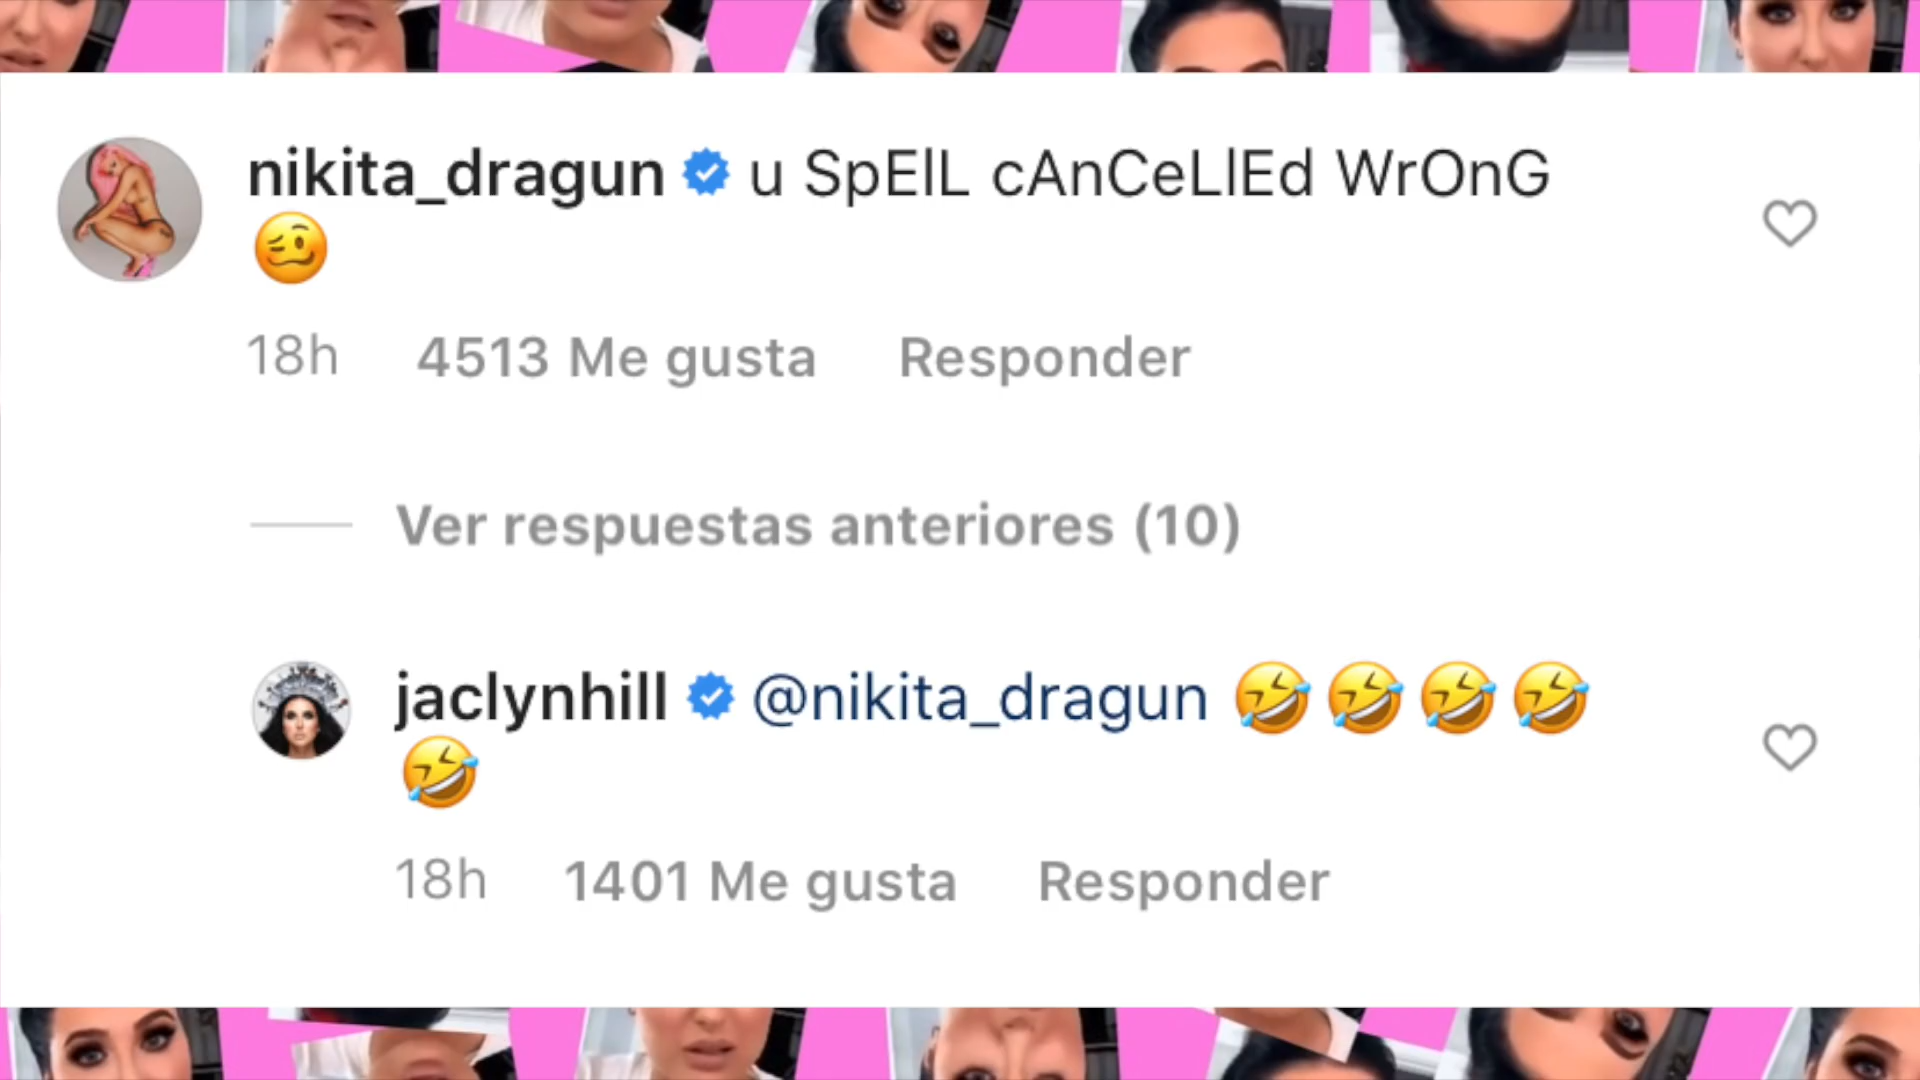 nikita_dragun u SpElL cAnCeLlEd WrOnG
🥴
18h 4513 Me gusta Responder
Ver respuestas anteriores (10)
jaclynhill @nikita_dragun 🤣🤣🤣🤣
🤣
18h 1401 Me gusta Responder